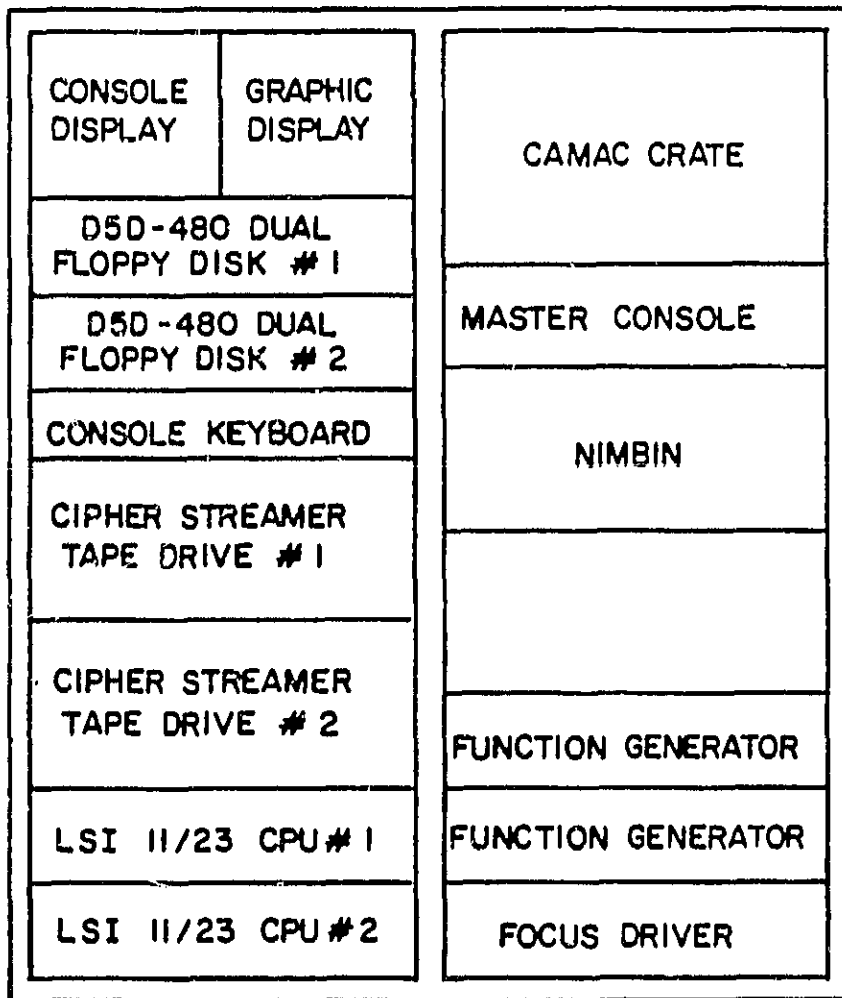 CONSOLE
DISPLAY
GRAPHIC
DISPLAY
D5D-480 DUAL
FLOPPY DISK # 1
D5D-480 DUAL
FLOPPY DISK # 2
CONSOLE KEYBOARD
CIPHER STREAMER
TAPE DRIVE # 1
CIPHER STREAMER
TAPE DRIVE # 2
LSI 11/23 CPU # 1
LSI 11/23 CPU # 2
CAMAC CRATE
MASTER CONSOLE
NIMBIN
FUNCTION GENERATOR
FUNCTION GENERATOR
FOCUS DRIVER